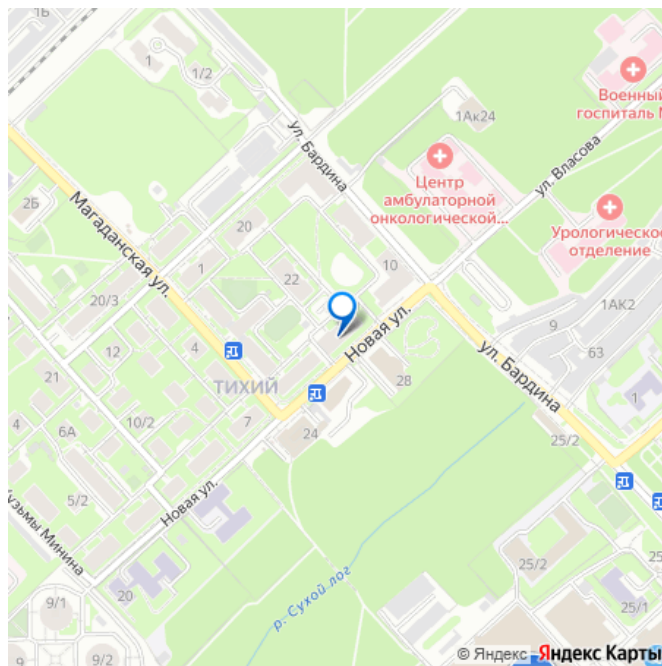 1Б
1
1/2
1Ак24
Военный
госпиталь М
ул. Бардина
ул. Власова
Центр
амбулаторной
онкологической...
2Б
Магаданская ул.
20
Урологическое
отделение
1
22
10
20/3
1АК2
9
63
12
4
Новая ул.
ул. Бардина
21
ТИХИЙ
28
1
4
10/2
6А
7
24
25/2
5/2
Новая ул.
Кузьмы Минина
р. Сухой лог
25/2
25
20
9/1
25/1
9
9/2
© Яндекс Яндекс Карты